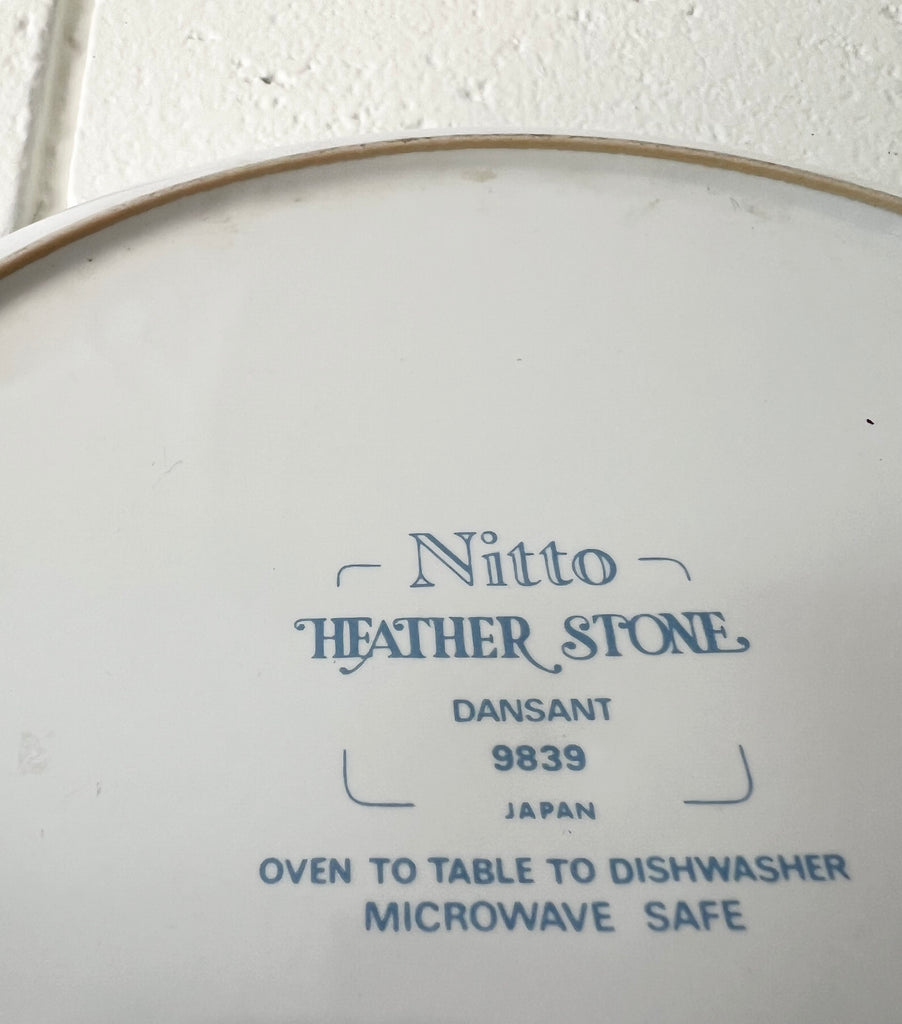 Nitto
HEATHER STONE
DANSANT
9839
JAPAN
OVEN TO TABLE TO DISHWASHER
MICROWAVE SAFE